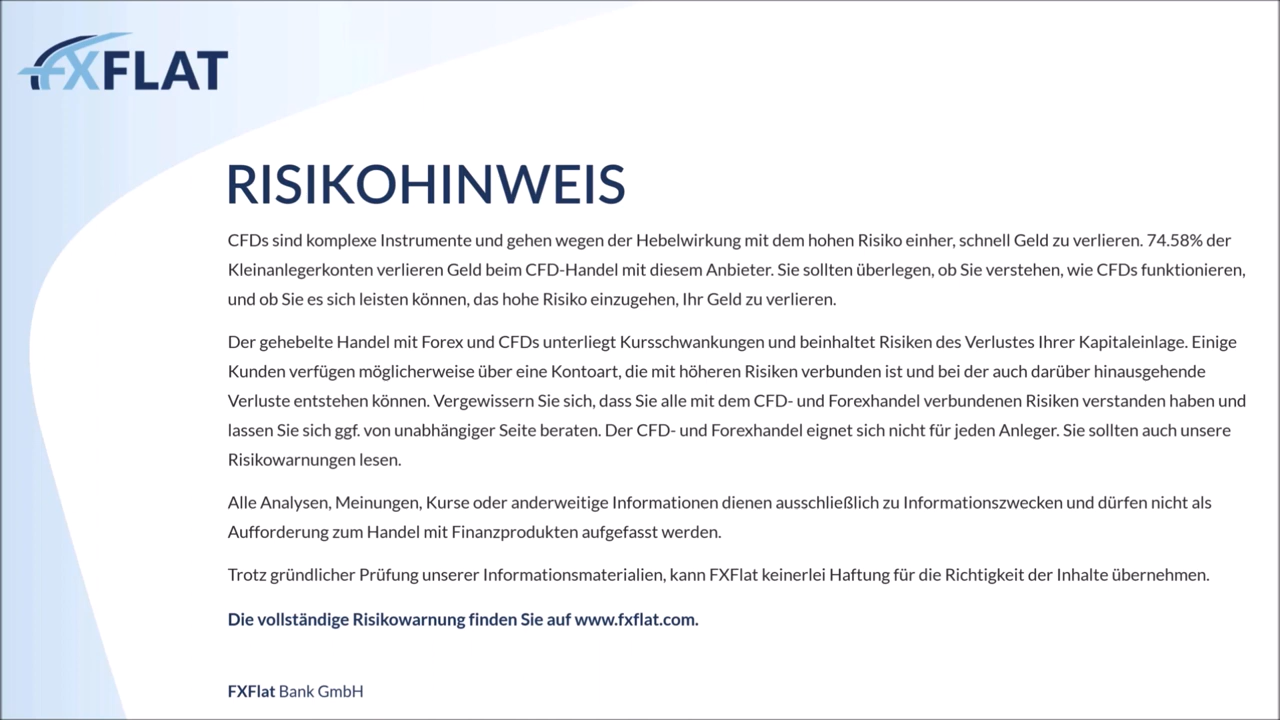 FXFLAT
RISIKOHINWEIS
CFDs sind komplexe Instrumente und gehen wegen der Hebelwirkung mit dem hohen Risiko einher, schnell Geld zu verlieren. 74.58% der
Kleinanlegerkonten verlieren Geld beim CFD-Handel mit diesem Anbieter. Sie sollten überlegen, ob Sie verstehen, wie CFDs funktionieren,
und ob Sie es sich leisten können, das hohe Risiko einzugehen, Ihr Geld zu verlieren.
Der gehebelte Handel mit Forex und CFDs unterliegt Kursschwankungen und beinhaltet Risiken des Verlustes Ihrer Kapitaleinlage. Einige
Kunden verfügen möglicherweise über eine Kontoart, die mit höheren Risiken verbunden ist und bei der auch darüber hinausgehende
Verluste entstehen können. Vergewissern Sie sich, dass Sie alle mit dem CFD- und Forexhandel verbundenen Risiken verstanden haben und
lassen Sie sich ggf. von unabhängiger Seite beraten. Der CFD- und Forexhandel eignet sich nicht für jeden Anleger. Sie sollten auch unsere
Risikowarnungen lesen.
Alle Analysen, Meinungen, Kurse oder anderweitige Informationen dienen ausschließlich zu Informationszwecken und dürfen nicht als
Aufforderung zum Handel mit Finanzprodukten aufgefasst werden.
Trotz gründlicher Prüfung unserer Informationsmaterialien, kann FXFlat keinerlei Haftung für die Richtigkeit der Inhalte übernehmen.
Die vollständige Risikowarnung finden Sie auf www.fxflat.com.
FXFlat Bank GmbH